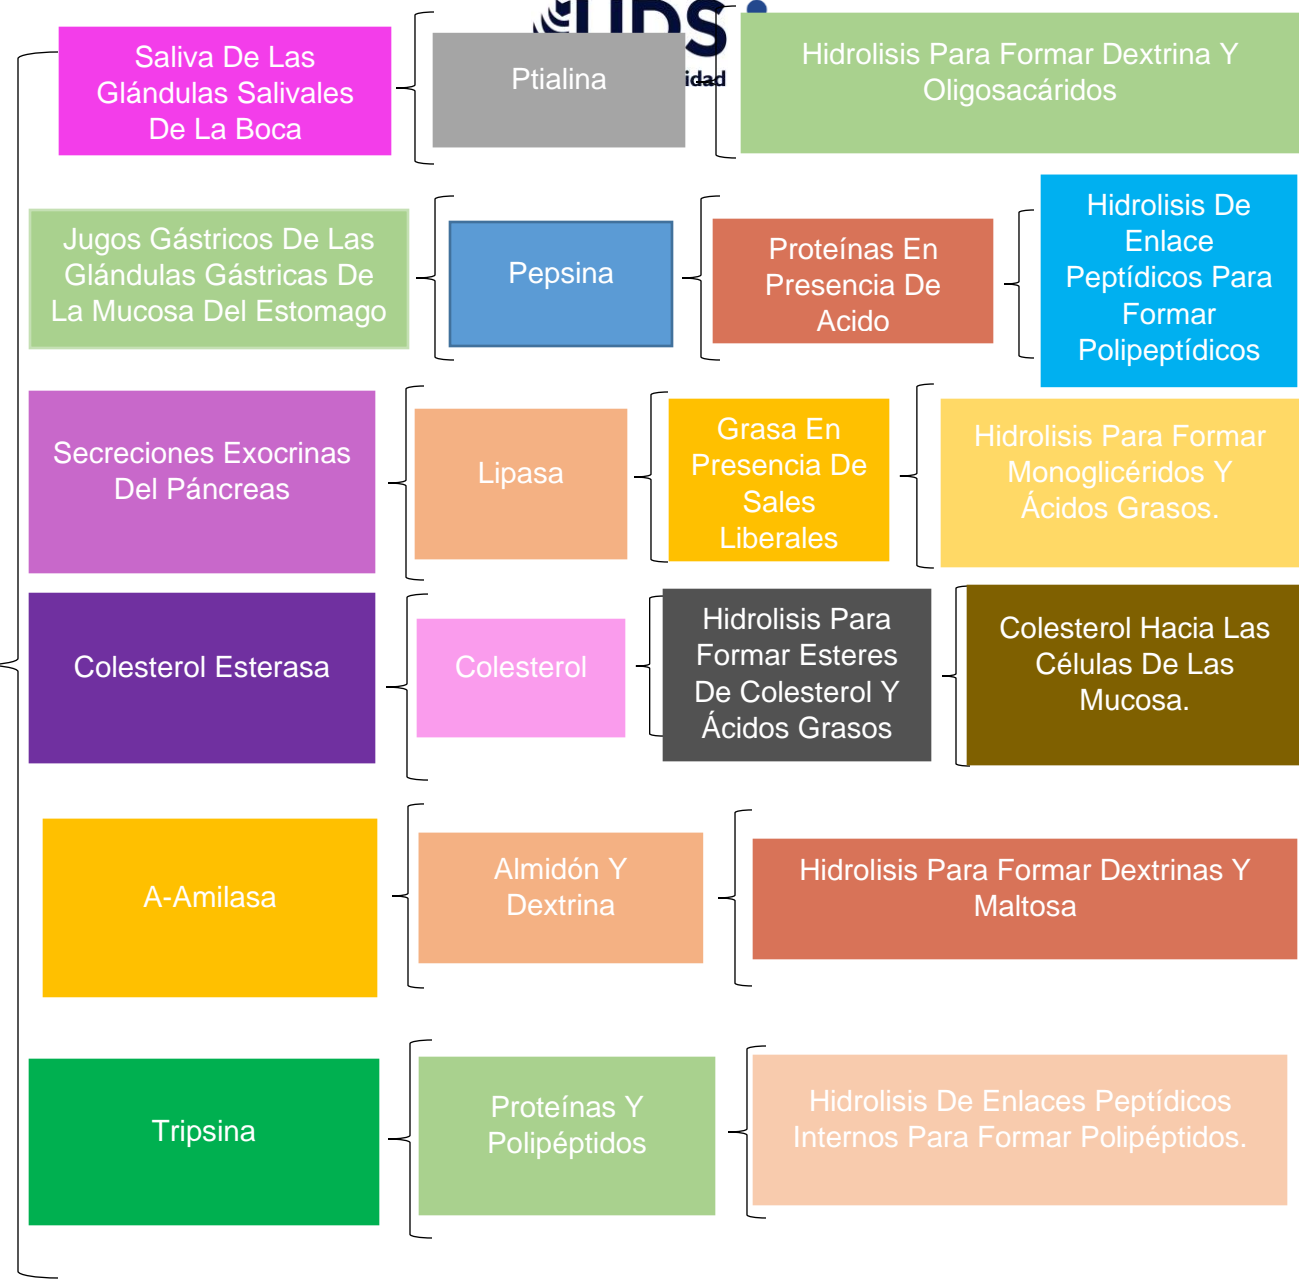 UDS
idad
Saliva De Las
Glándulas Salivales
De La Boca
Ptialina
Hidrolisis Para Formar Dextrina Y
Oligosacáridos
Jugos Gástricos De Las
Glándulas Gástricas De
La Mucosa Del Estomago
Pepsina
Proteínas En
Presencia De
Acido
Hidrolisis De
Enlace
Peptídicos Para
Formar
Polipeptídicos
Secreciones Exocrinas
Del Páncreas
Lipasa
Grasa En
Presencia De
Sales
Liberales
Hidrolisis Para Formar
Monoglicéridos Y
Ácidos Grasos.
Colesterol Esterasa
Colesterol
Hidrolisis Para
Formar Esteres
De Colesterol Y
Ácidos Grasos
Colesterol Hacia Las
Células De Las
Mucosa.
A-Amilasa
Almidón Y
Dextrina
Hidrolisis Para Formar Dextrinas Y
Maltosa
Tripsina
Proteínas Y
Polipéptidos
Hidrolisis De Enlaces Peptídicos
Internos Para Formar Polipéptidos.